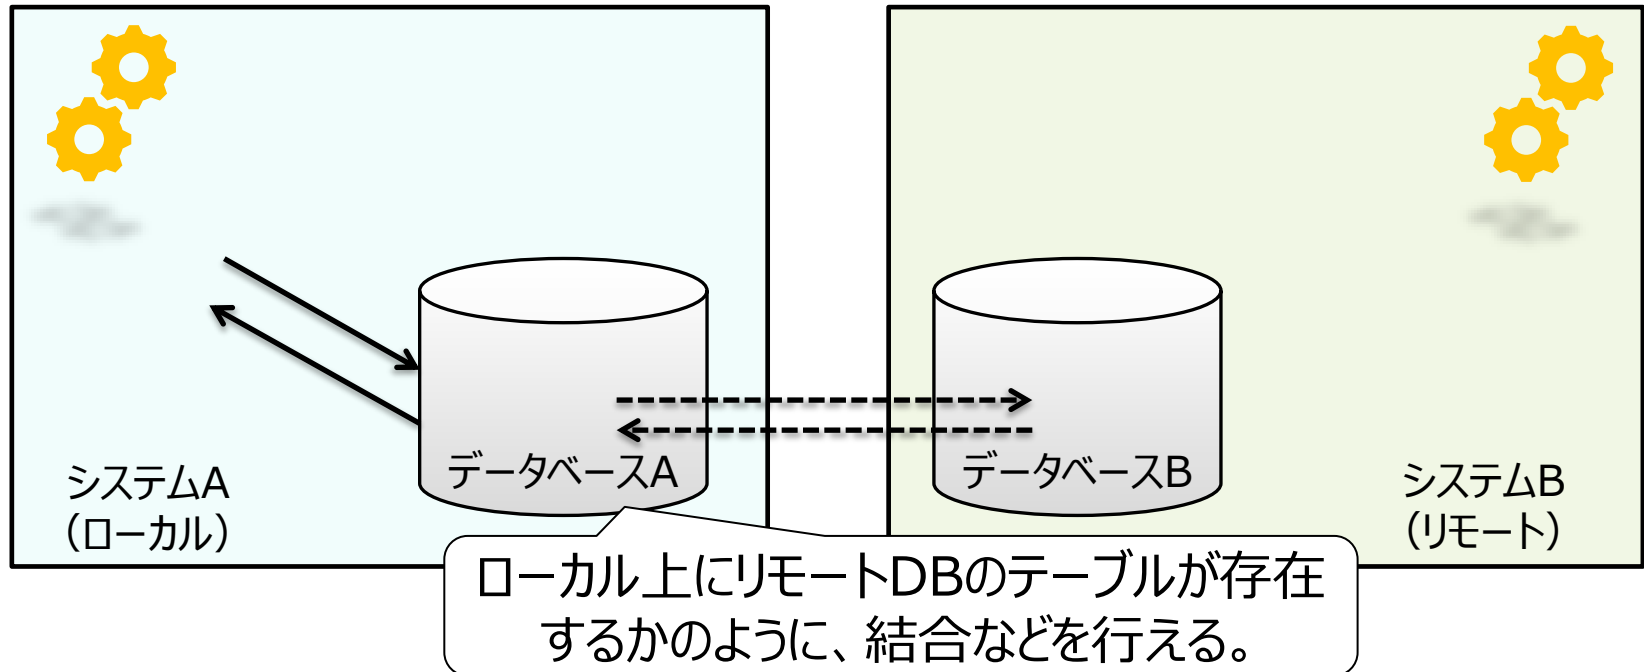 データベースA
データベースB
システムA
（ローカル）
システムB
（リモート）
ローカル上にリモートDBのテーブルが存在
するかのように、結合などを行える。